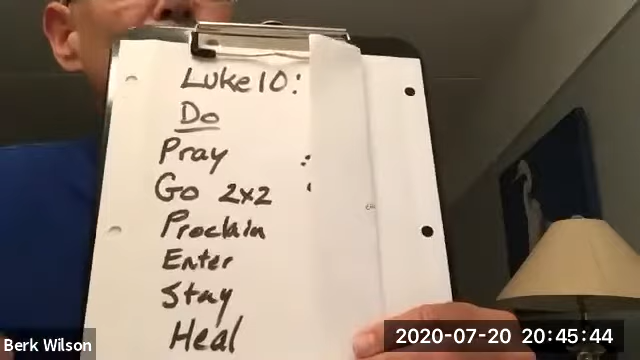 Luke 10:
Do
Pray
Go 2x2
Proclaim
Enter
Stay
Heal
Berk Wilson
2020-07-20 20:45:44